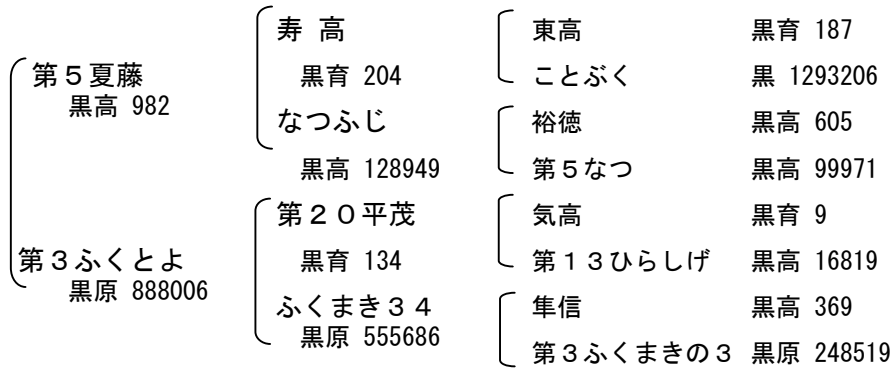 第５夏藤
黒高 982
第３ふくとよ
黒原 888006
寿 高
黒育 204
なつふじ
黒高 128949
第２０平茂
黒育 134
ふくまき３４
黒原 555686
東高 黒育 187
ことぶく 黒 1293206
裕徳 黒高 605
第５なつ 黒高 99971
気高 黒育 9
第１３ひらしげ 黒高 16819
隼信 黒高 369
第３ふくまきの３ 黒原 248519